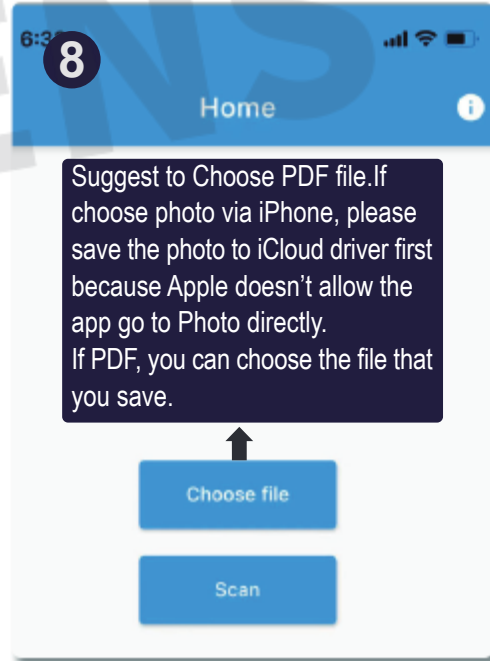 8
Home
Suggest to Choose PDF file.If
choose photo via iPhone, please
save the photo to iCloud driver first
because Apple doesn't allow the
app go to Photo directly.
If PDF, you can choose the file that
you save.
Choose file
Scan